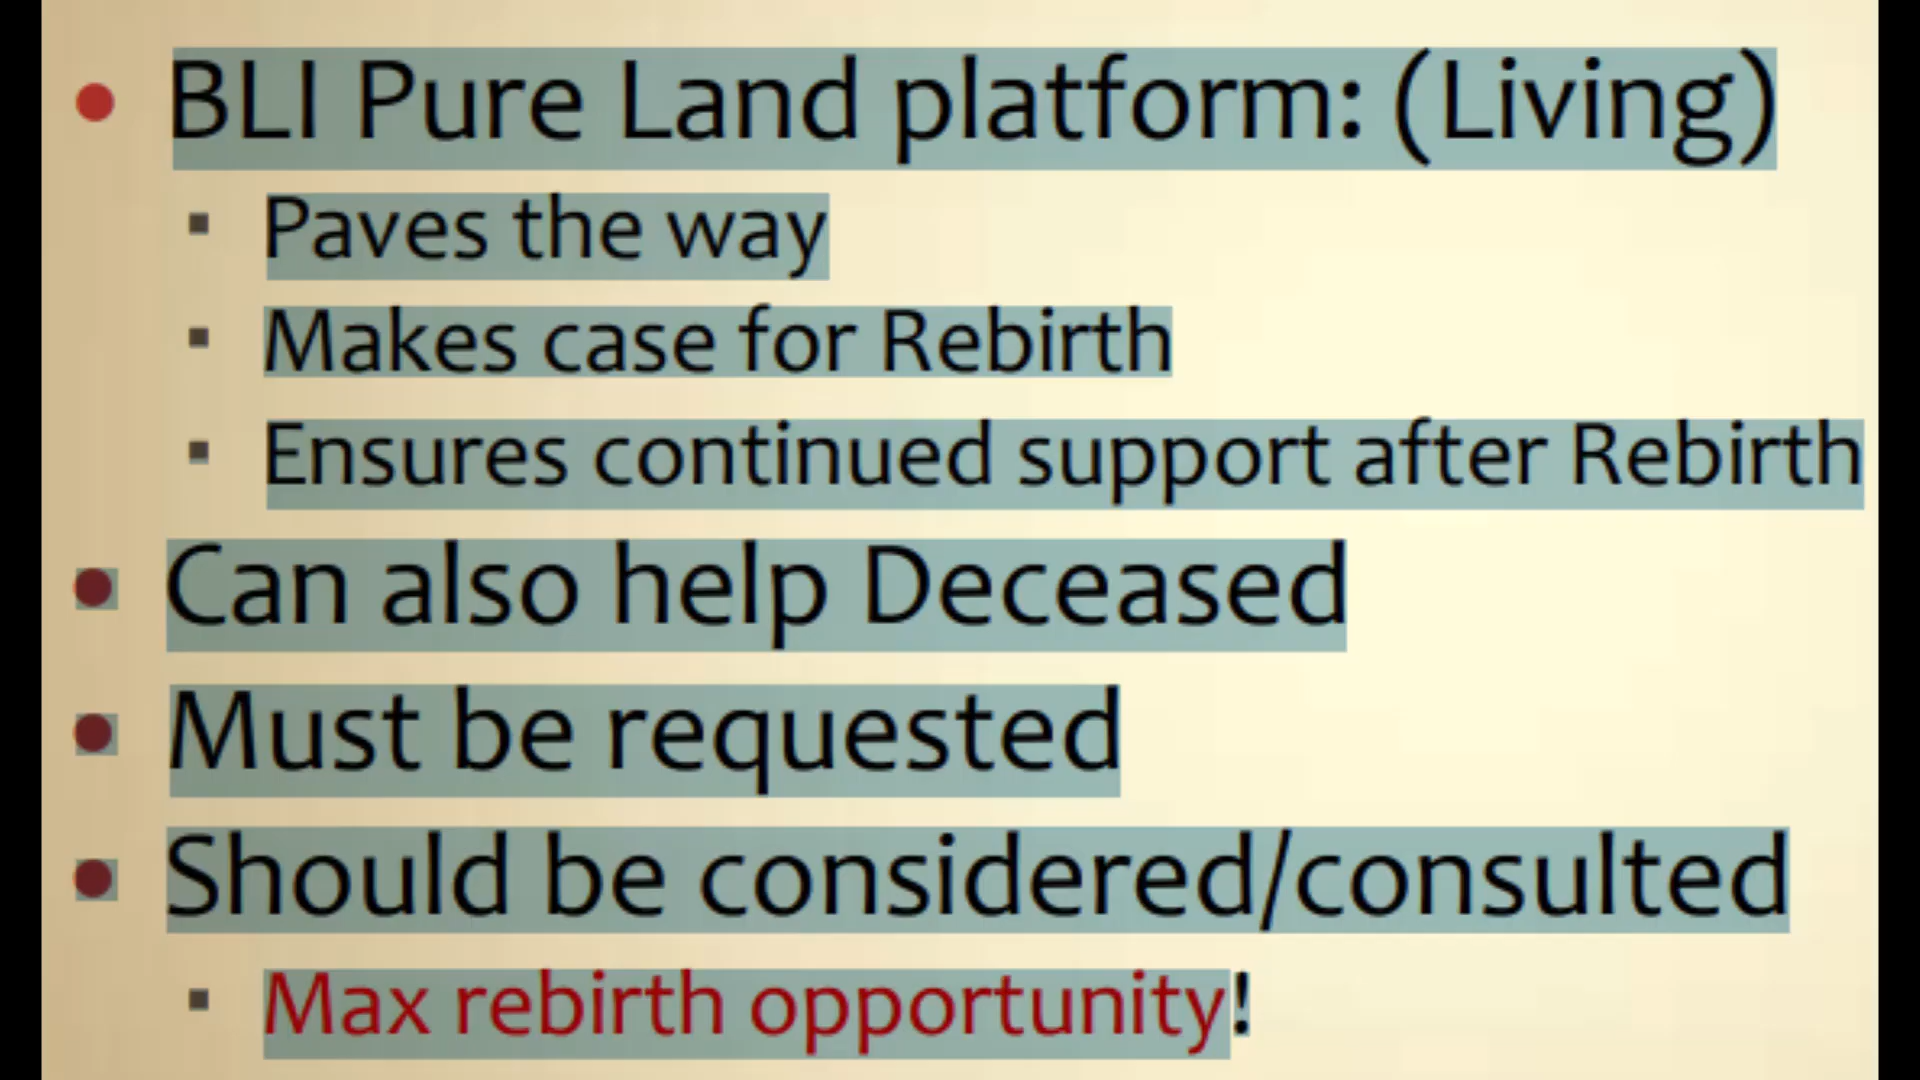 BLI Pure Land platform: (Living)
Paves the way
Makes case for Rebirth
Ensures continued support after Rebirth
Can also help Deceased
Must be requested
Should be considered/consulted
Max rebirth opportunity!